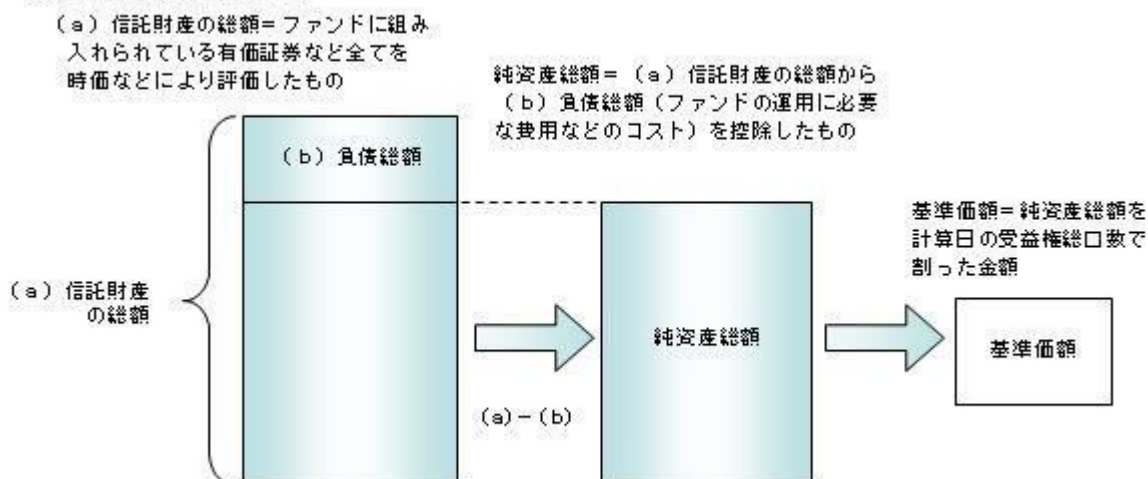 (a)信託財産の総額=ファンドに組み
入れられている有価証券など全てを
時価などにより評価したもの
純資産総額=(a)信託財産の総額から
(b)負債総額(ファンドの運用に必要
な費用などのコスト)を控除したもの
(b)負債総額
基準価額=純資産総額を
計算日の受益権総口数で
割った金額
(a)信託財産
の総額
純資産総額
基準価額
(a)-(b)